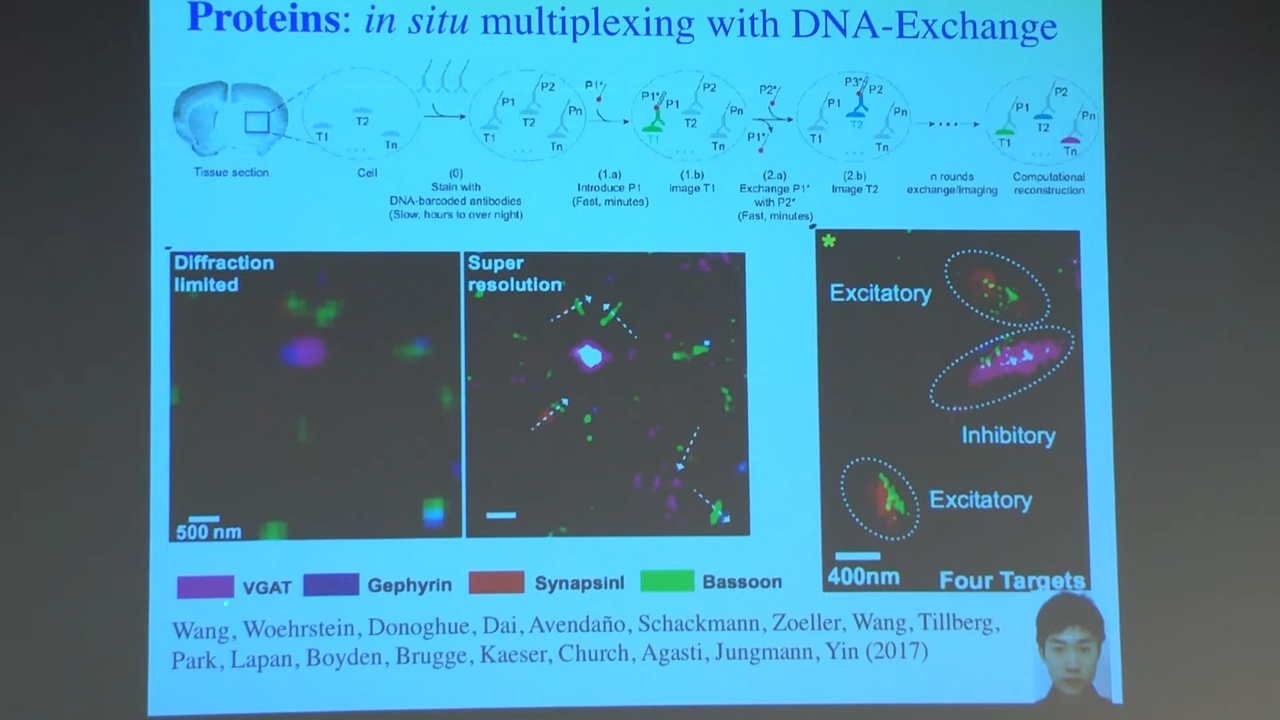 Proteins: in situ multiplexing with DNA-Exchange
T1
T2
Tn
...
Tissue section
Cell
P1
P2
Pn
T1
T2
Tn
...
(0)
Stain with
DNA-barcoded antibodies
(Slow, hours to over night)
P1*
(1.a)
Introduce P1
(Fast, minutes)
P1*
P1
P2
Pn
T1
T2
Tn
...
(1.b)
Image T1
P2*
P1*
(2.a)
Exchange P1*
with P2*
(Fast, minutes)
P3*
P1
P2
Pn
T1
T2
Tn
...
(2.b)
Image T2
....
n rounds
exchange/imaging
P1
P2
Pn
T1
T2
Tn
...
Computational
reconstruction
Diffraction
limited
500 nm
Super
resolution
*
Excitatory
Inhibitory
Excitatory
400nm
Four Targets
VGAT
Gephyrin
SynapsinI
Bassoon
Wang, Woehrstein, Donoghue, Dai, Avendaño, Schackmann, Zoeller, Wang, Tillberg,
Park, Lapan, Boyden, Brugge, Kaeser, Church, Agasti, Jungmann, Yin (2017)